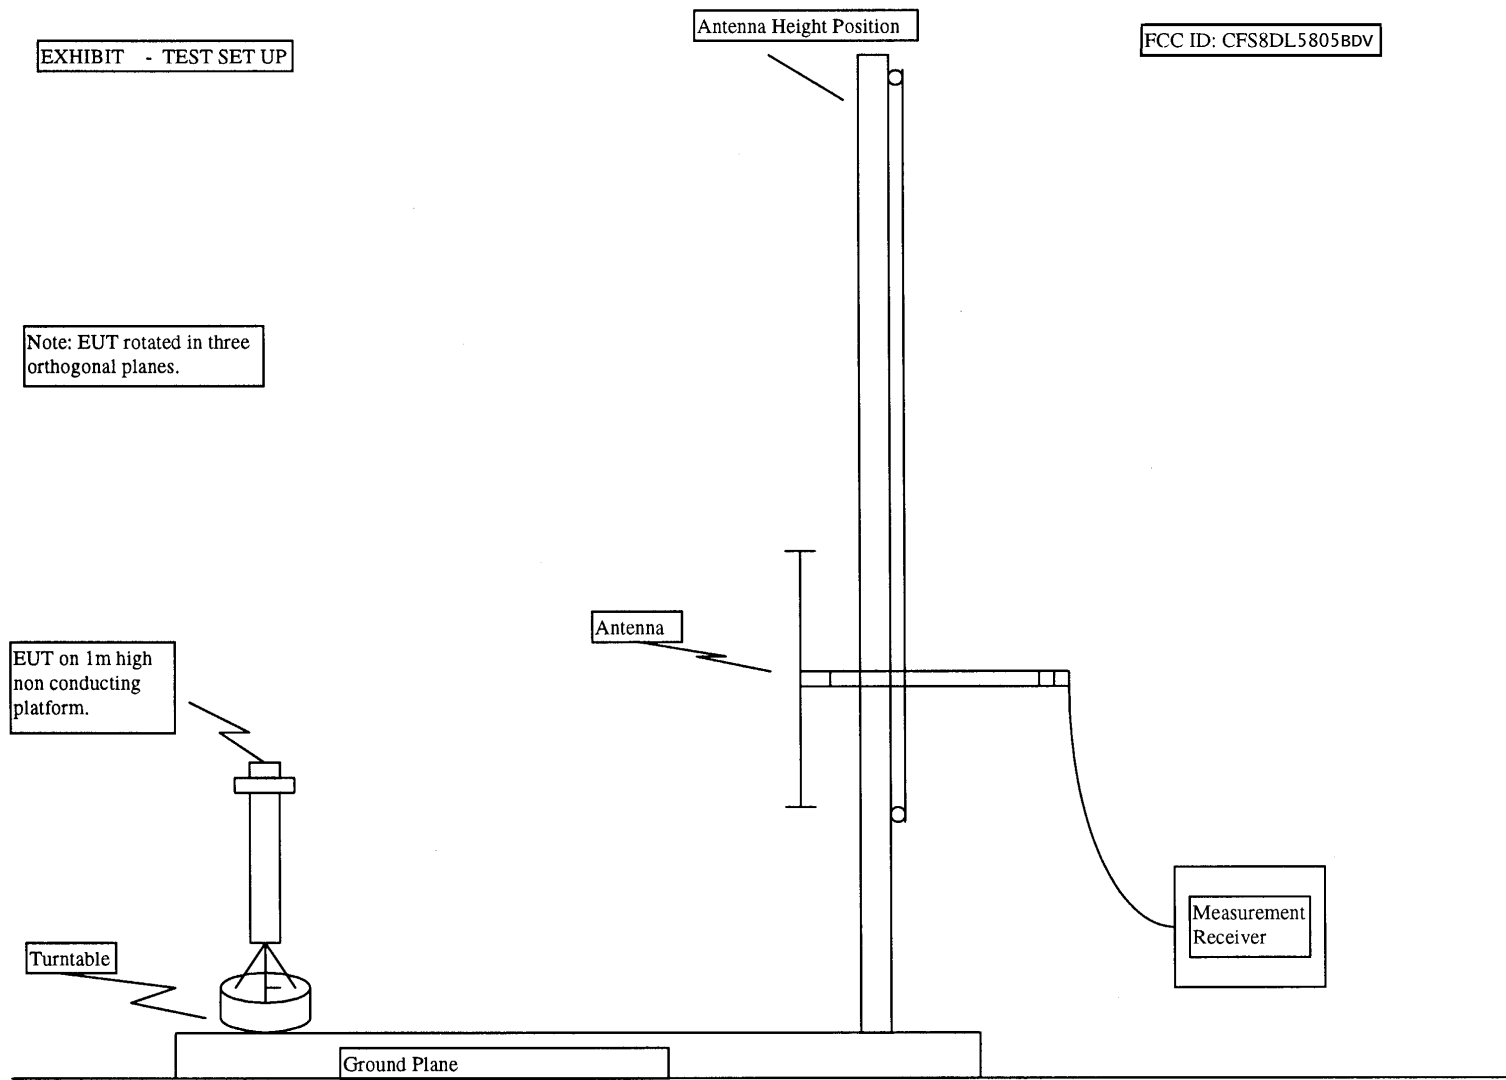 Antenna Height Position
FCC ID: CFS8DL5805BDV
EXHIBIT - TEST SET UP
Note: EUT rotated in three
orthogonal planes.
Antenna
EUT on 1m high
non conducting
platform.
Measurement
Receiver
Turntable
Ground Plane